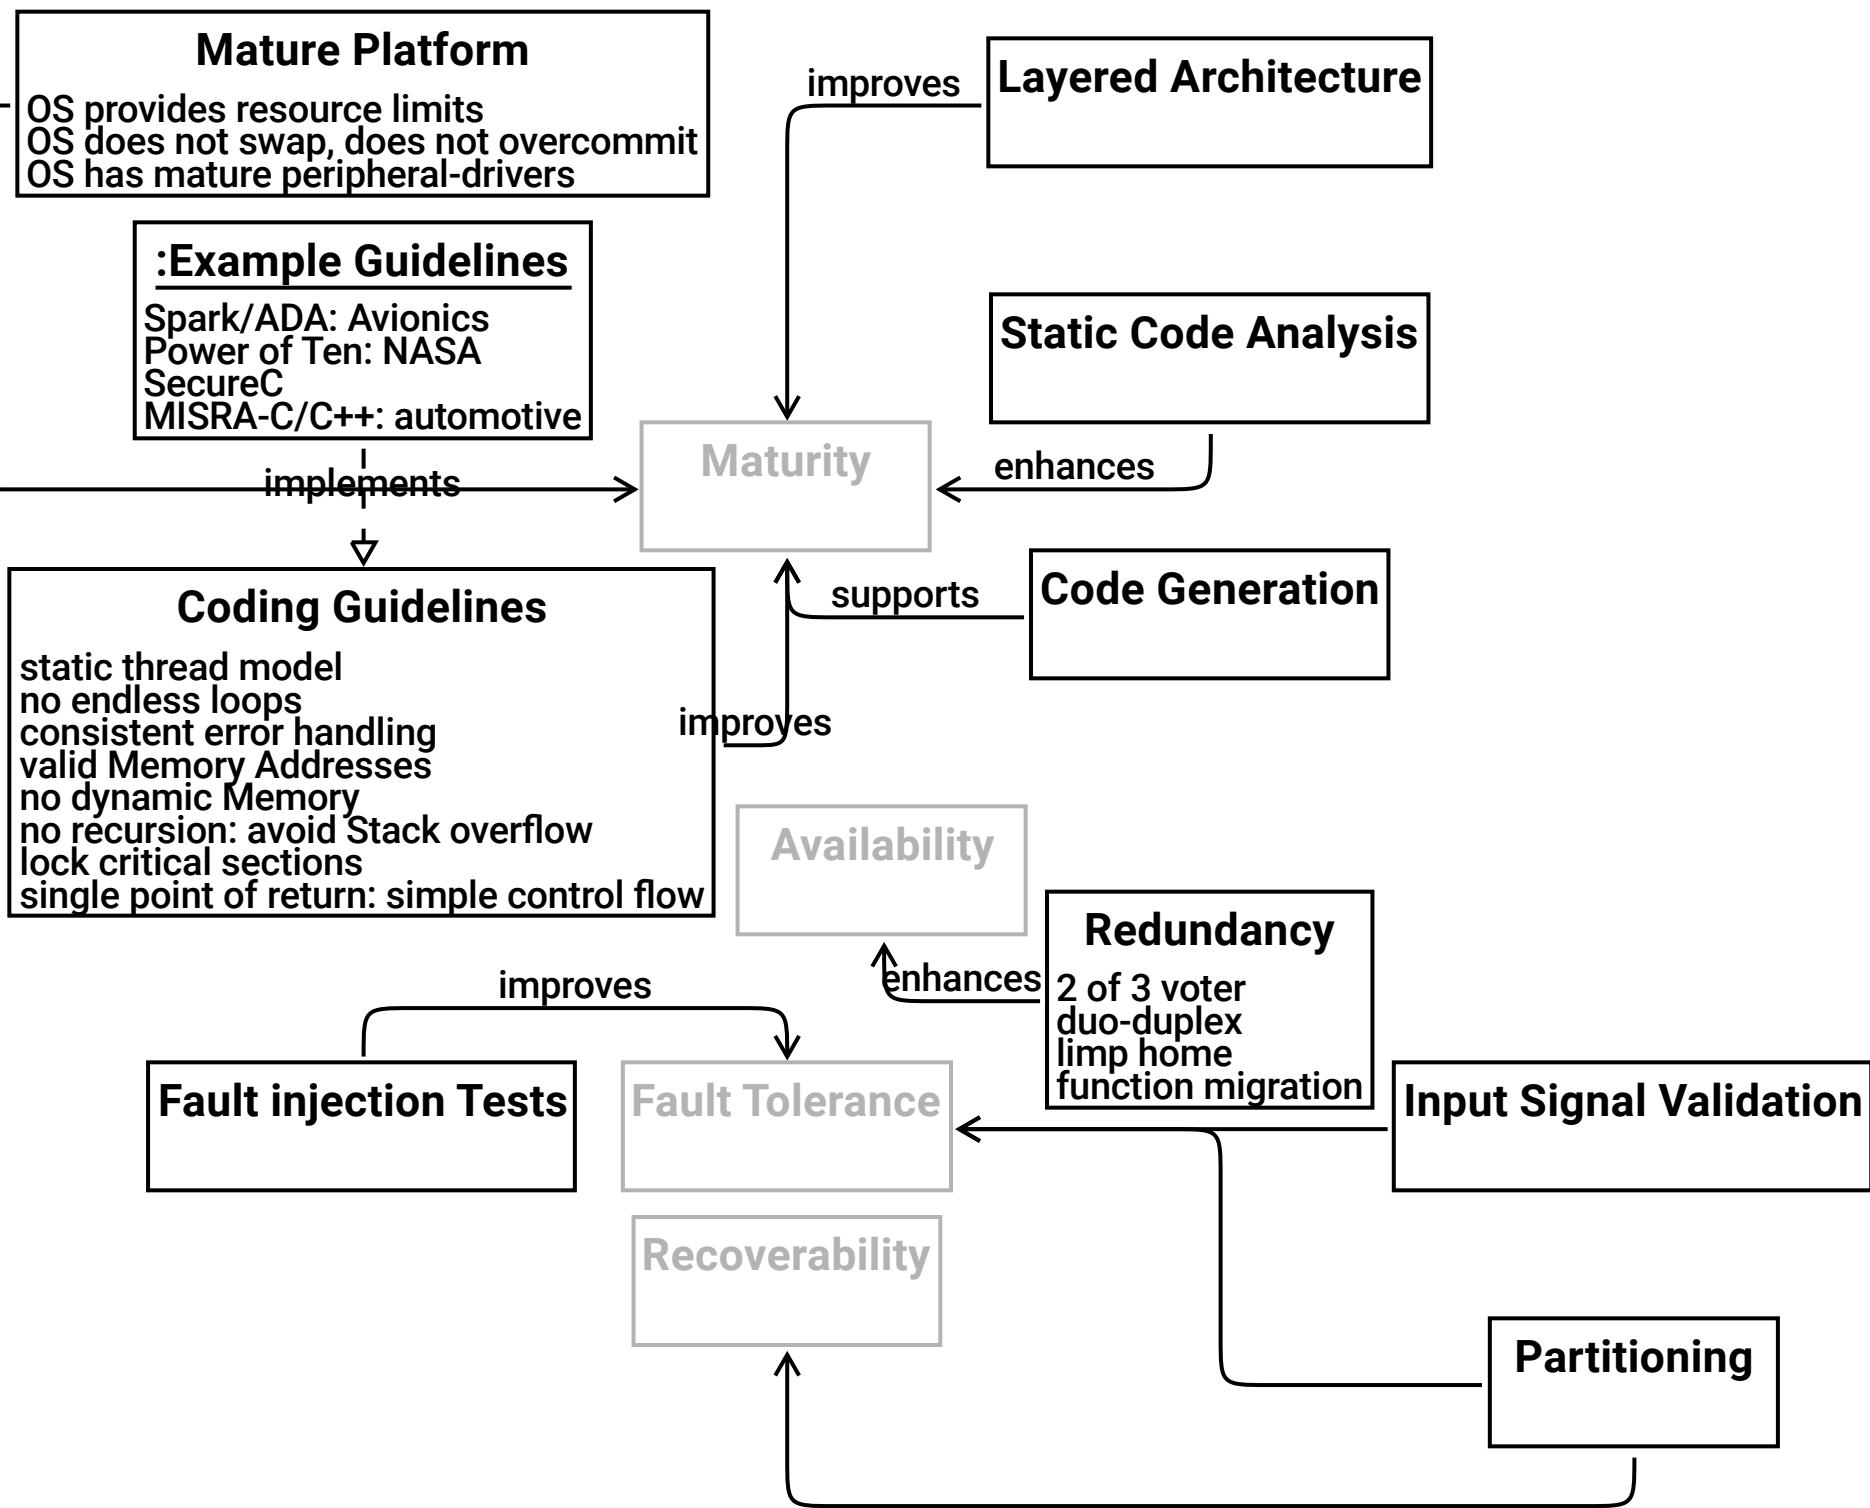 Mature Platform
OS provides resource limits
OS does not swap, does not overcommit
OS has mature peripheral-drivers
improves
Layered Architecture
:Example Guidelines
Spark/ADA: Avionics
Power of Ten: NASA
SecureC
MISRA-C/C++: automotive
Static Code Analysis
Maturity
enhances
implements
supports
Code Generation
Coding Guidelines
static thread model
no endless loops
consistent error handling
valid Memory Addresses
no dynamic Memory
no recursion: avoid Stack overflow
lock critical sections
single point of return: simple control flow
improves
Availability
Redundancy
2 of 3 voter
duo-duplex
limp home
function migration
enhances
improves
Fault injection Tests
Fault Tolerance
Input Signal Validation
Recoverability
Partitioning